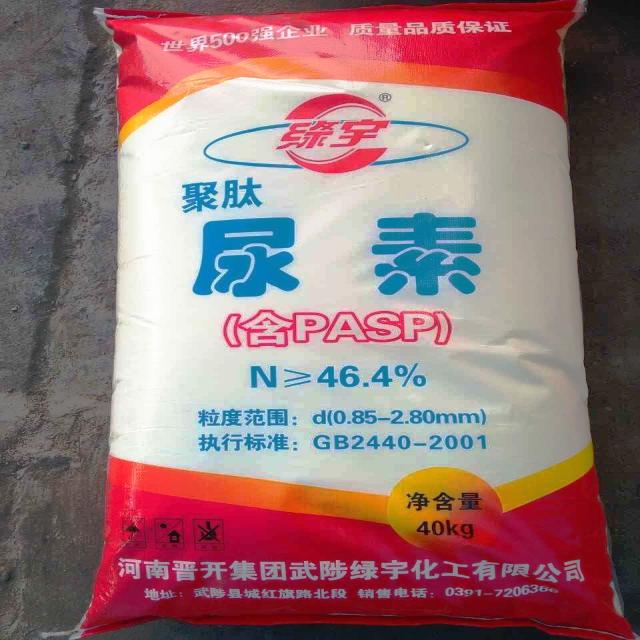 世界500强企业 质量品质保证
绿宇®
聚肽
尿素
(含PASP)
N≥46.4%
粒度范围：d(0.85-2.80mm)
执行标准：GB2440-2001
净含量
40kg
河南晋开集团武陟绿宇化工有限公司
地址：武陟县城红旗路北段 销售电话：0391-7206366